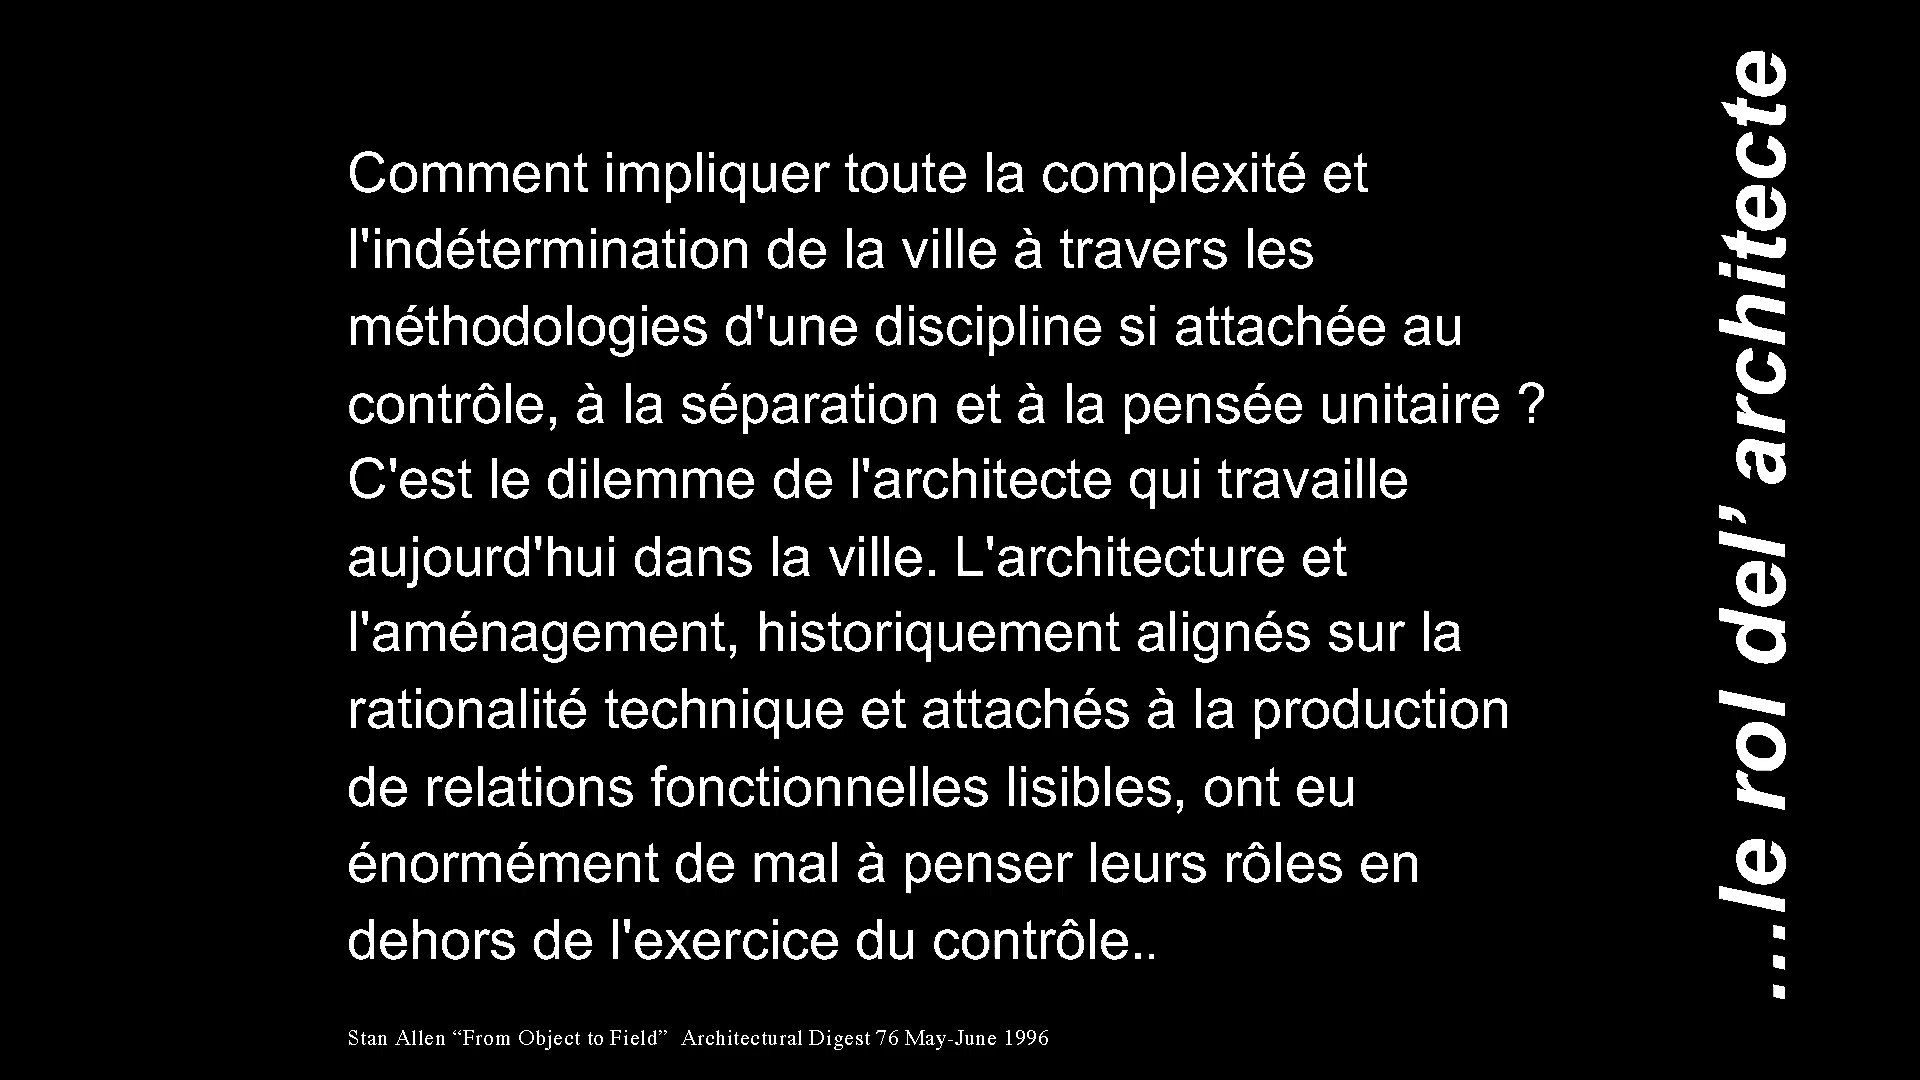 Comment impliquer toute la complexité et
l'indétermination de la ville à travers les
méthodologies d'une discipline si attachée au
contrôle, à la séparation et à la pensée unitaire ?
C'est le dilemme de l'architecte qui travaille
aujourd'hui dans la ville. L'architecture et
l'aménagement, historiquement alignés sur la
rationalité technique et attachés à la production
de relations fonctionnelles lisibles, ont eu
énormément de mal à penser leurs rôles en
dehors de l'exercice du contrôle..
Stan Allen “From Object to Field” Architectural Digest 76 May-June 1996
...le rol del’ architecte